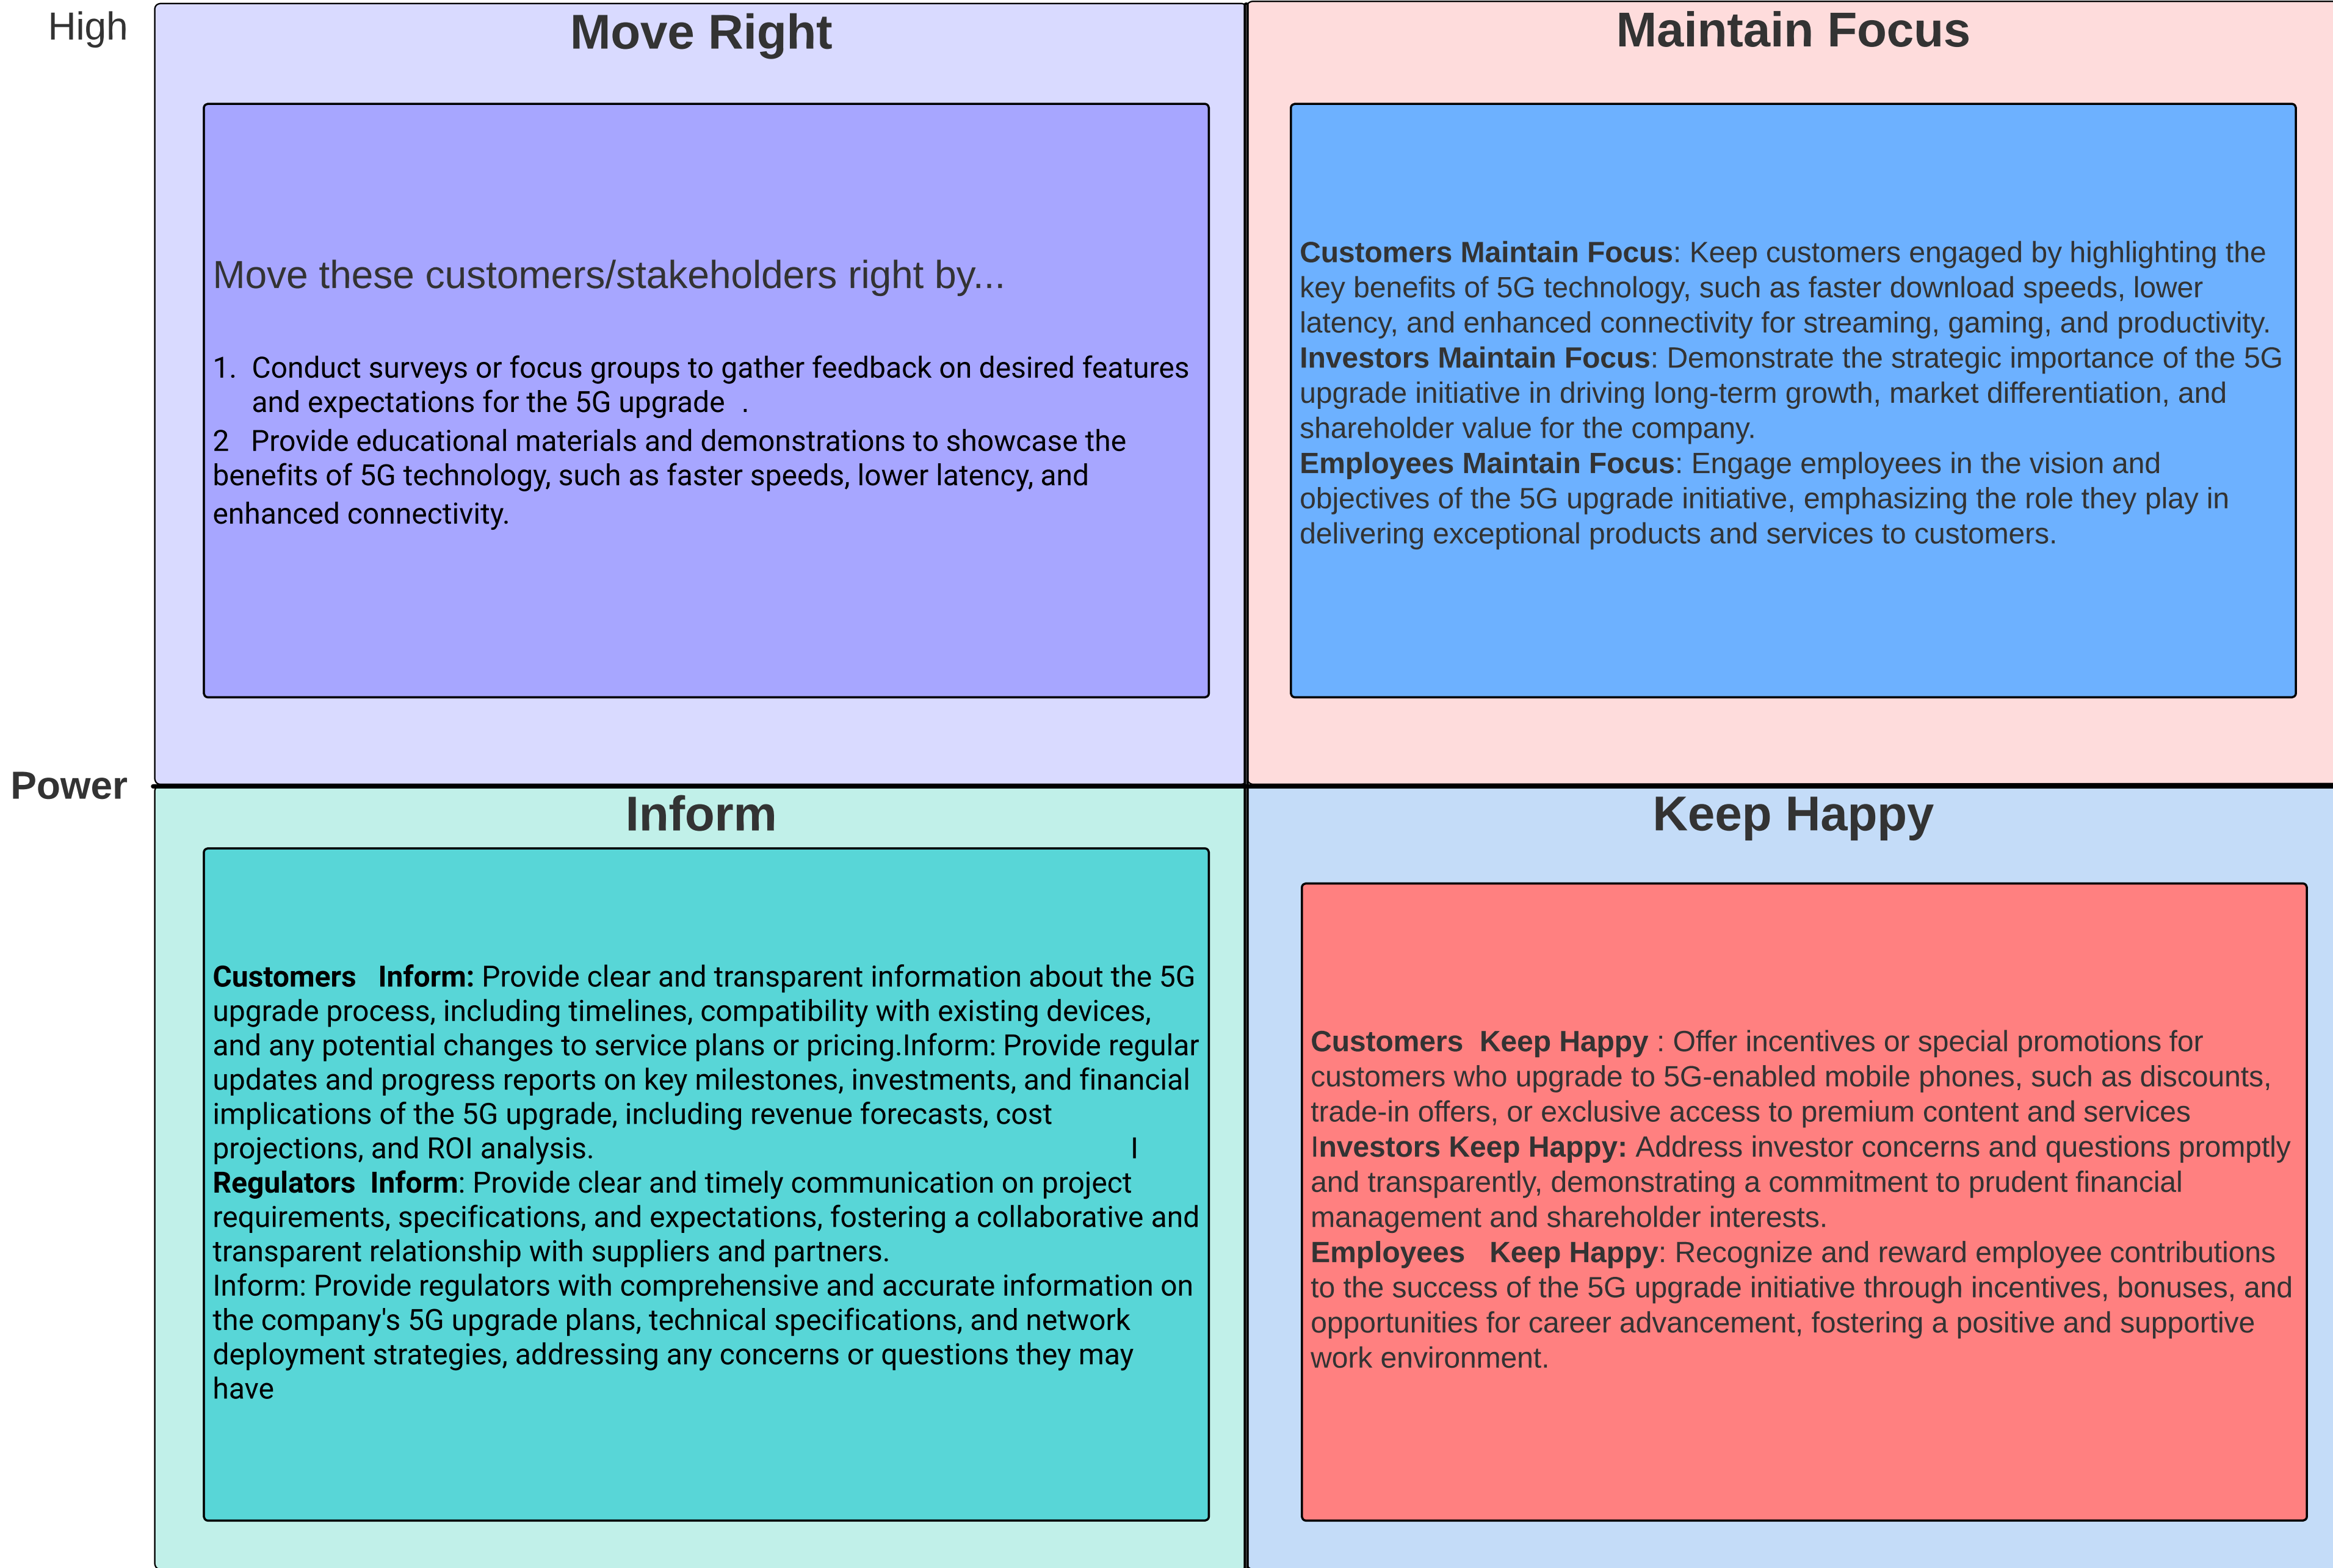 High
Move Right
Move these customers/stakeholders right by...
1. Conduct surveys or focus groups to gather feedback on desired features
and expectations for the 5G upgrade .
2 Provide educational materials and demonstrations to showcase the
benefits of 5G technology, such as faster speeds, lower latency, and
enhanced connectivity.
Maintain Focus
Customers Maintain Focus: Keep customers engaged by highlighting the
key benefits of 5G technology, such as faster download speeds, lower
latency, and enhanced connectivity for streaming, gaming, and productivity.
Investors Maintain Focus: Demonstrate the strategic importance of the 5G
upgrade initiative in driving long-term growth, market differentiation, and
shareholder value for the company.
Employees Maintain Focus: Engage employees in the vision and
objectives of the 5G upgrade initiative, emphasizing the role they play in
delivering exceptional products and services to customers.
Power
Inform
Customers Inform: Provide clear and transparent information about the 5G
upgrade process, including timelines, compatibility with existing devices,
and any potential changes to service plans or pricing.Inform: Provide regular
updates and progress reports on key milestones, investments, and financial
implications of the 5G upgrade, including revenue forecasts, cost
projections, and ROI analysis. I
Regulators Inform: Provide clear and timely communication on project
requirements, specifications, and expectations, fostering a collaborative and
transparent relationship with suppliers and partners.
Inform: Provide regulators with comprehensive and accurate information on
the company's 5G upgrade plans, technical specifications, and network
deployment strategies, addressing any concerns or questions they may
have
Keep Happy
Customers Keep Happy : Offer incentives or special promotions for
customers who upgrade to 5G-enabled mobile phones, such as discounts,
trade-in offers, or exclusive access to premium content and services
Investors Keep Happy: Address investor concerns and questions promptly
and transparently, demonstrating a commitment to prudent financial
management and shareholder interests.
Employees Keep Happy: Recognize and reward employee contributions
to the success of the 5G upgrade initiative through incentives, bonuses, and
opportunities for career advancement, fostering a positive and supportive
work environment.